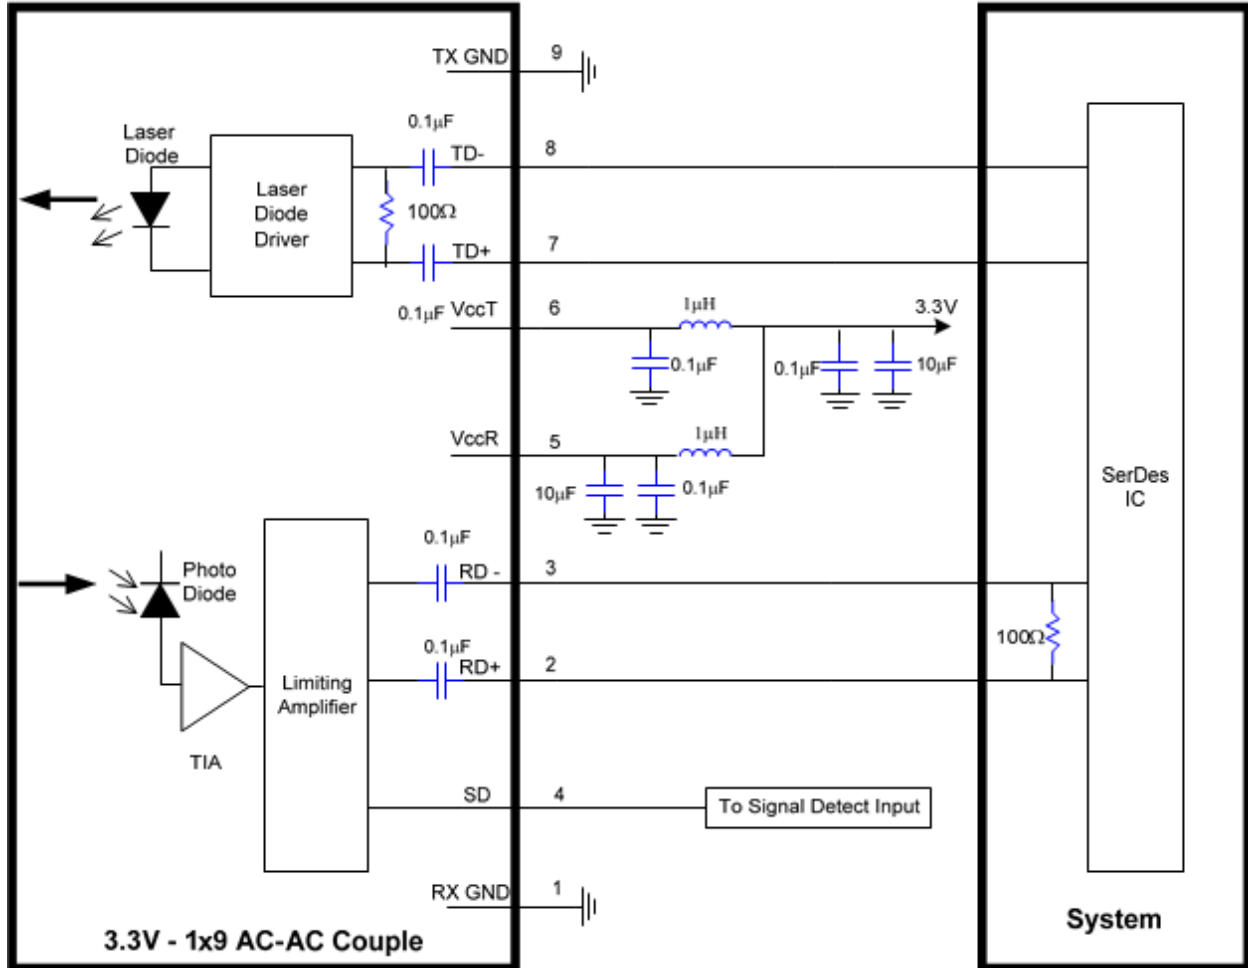 TX GND
9
Laser
Diode
0.1µF
TD-
8
Laser
Diode
Driver
100Ω
TD+
7
0.1µF
VccT
6
1µH
3.3V
0.1µF
0.1µF
10µF
VccR
5
1µH
10µF
0.1µF
SerDes
IC
0.1µF
Photo
Diode
RD -
3
100Ω
0.1µF
RD+
2
Limiting
Amplifier
TIA
SD
4
To Signal Detect Input
RX GND
1
System
3.3V - 1x9 AC-AC Couple